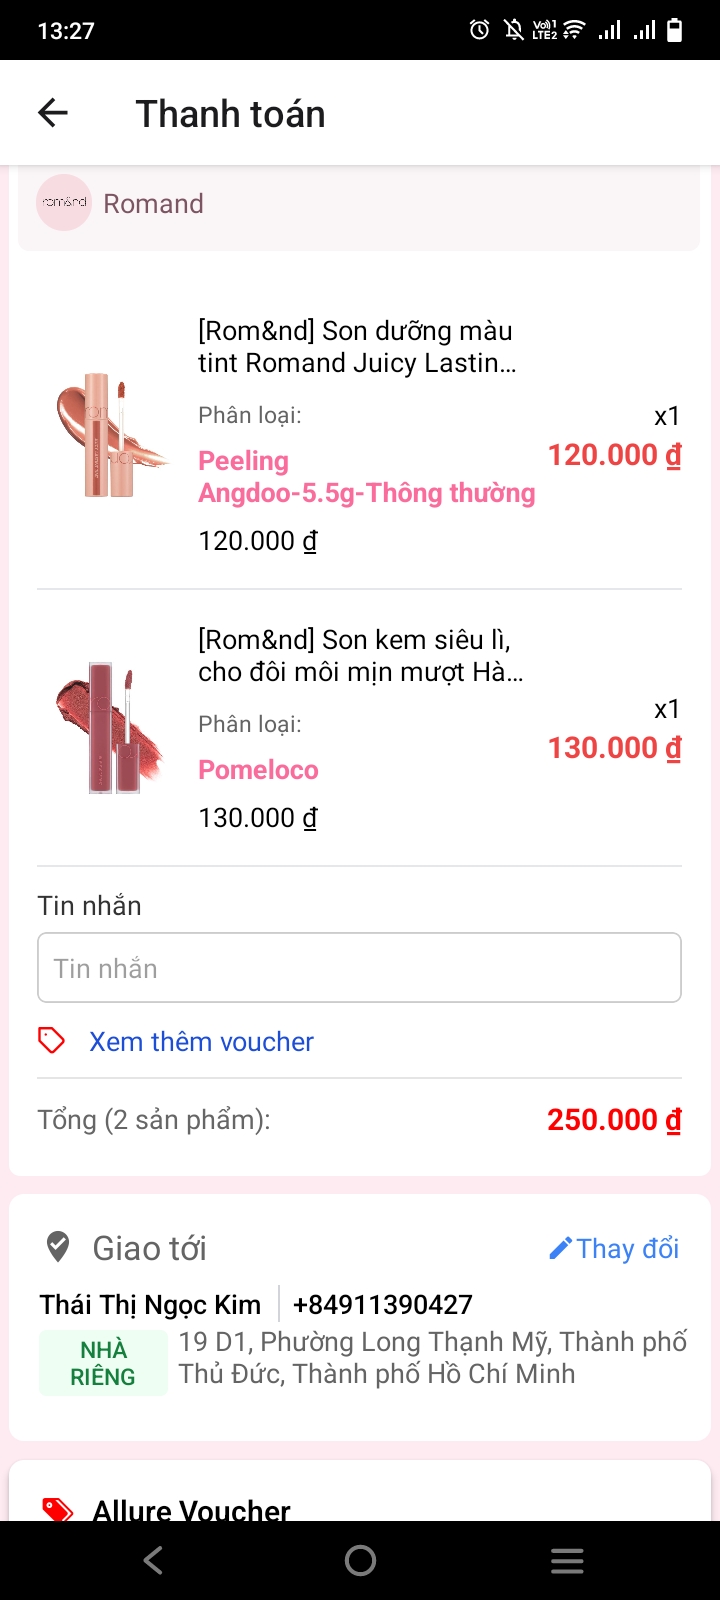 13:27
Vo)) 1
LTE2
Thanh toán
rom&nd
Romand
[Rom&nd] Son dưỡng màu
tint Romand Juicy Lastin...
Phân loại:
x1
Peeling
120.000 ₫
Angdoo-5.5g-Thông thường
120.000 ₫
[Rom&nd] Son kem siêu lì,
cho đôi môi mịn mượt Hà...
x1
Phân loại:
130.000 ₫
Pomeloco
130.000 ₫
Tin nhắn
Tin nhắn
Xem thêm voucher
Tổng (2 sản phẩm):
250.000 ₫
Giao tới
Thay đổi
Thái Thị Ngọc Kim
+84911390427
NHÀ
RIÊNG
19 D1, Phường Long Thạnh Mỹ, Thành phố
Thủ Đức, Thành phố Hồ Chí Minh
Allure Voucher